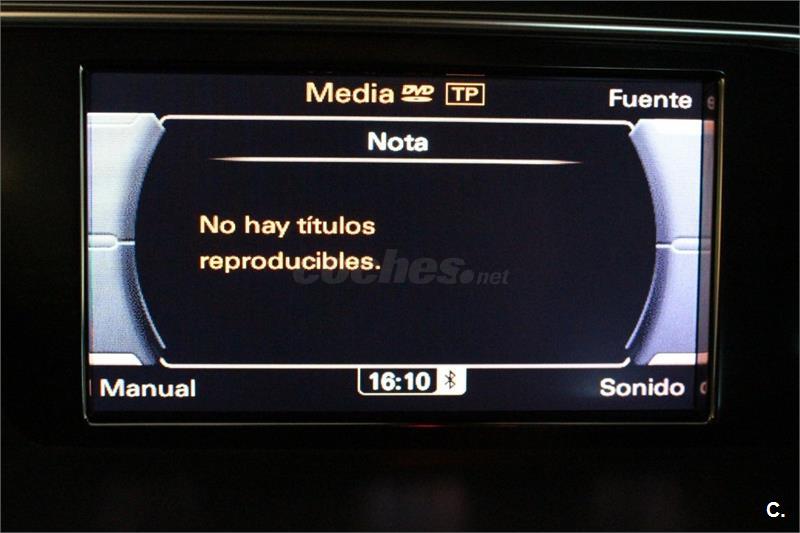 Media DVD TP
Fuente
Nota
No hay títulos
reproducibles.
coches.net
Manual
16:10
Sonido
C.